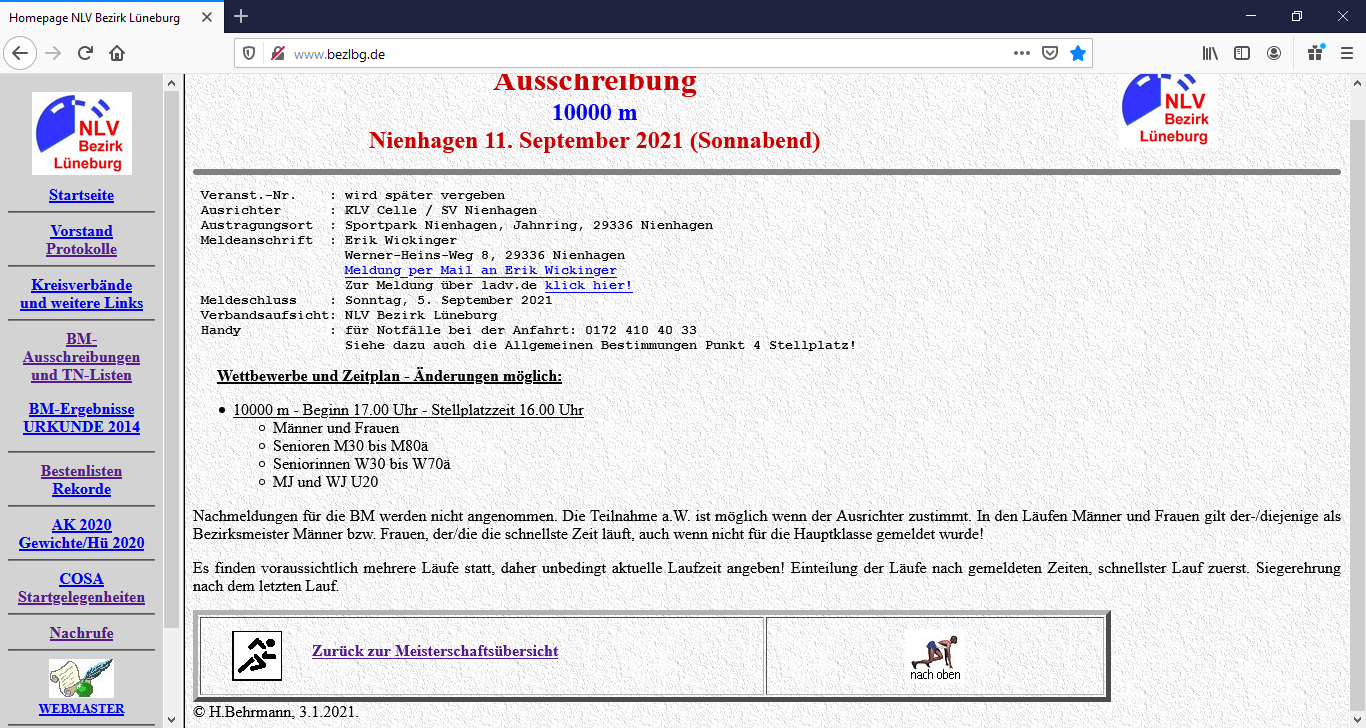 Homepage NLV Bezirk Lüneburg
www.bezlbg.de
NLV
Bezirk
Lüneburg
Startseite
Vorstand
Protokolle
Kreisverbände
und weitere Links
BM-
Ausschreibungen
und TN-Listen
BM-Ergebnisse
URKUNDE 2014
Bestenlisten
Rekorde
AK 2020
Gewichte/Hü 2020
COSA
Startgelegenheiten
Nachrufe
WEBMASTER
Ausschreibung
10000 m
Nienhagen 11. September 2021 (Sonnabend)
NLV
Bezirk
Lüneburg
Veranst.-Nr. : wird später vergeben
Ausrichter : KLV Celle / SV Nienhagen
Austragungsort : Sportpark Nienhagen, Jahnring, 29336 Nienhagen
Meldeanschrift : Erik Wickinger
Werner-Heins-Weg 8, 29336 Nienhagen
Meldung per Mail an Erik Wickinger
Zur Meldung über ladv.de klick hier!
Meldeschluss : Sonntag, 5. September 2021
Verbandsaufsicht: NLV Bezirk Lüneburg
Handy : für Notfälle bei der Anfahrt: 0172 410 40 33
Siehe dazu auch die Allgemeinen Bestimmungen Punkt 4 Stellplatz!
Wettbewerbe und Zeitplan - Änderungen möglich:
10000 m - Beginn 17.00 Uhr - Stellplatzzeit 16.00 Uhr
Männer und Frauen
Senioren M30 bis M80ä
Seniorinnen W30 bis W70ä
MJ und WJ U20
Nachmeldungen für die BM werden nicht angenommen. Die Teilnahme a.W. ist möglich wenn der Ausrichter zustimmt. In den Läufen Männer und Frauen gilt der-/diejenige als
Bezirksmeister Männer bzw. Frauen, der/die die schnellste Zeit läuft, auch wenn nicht für die Hauptklasse gemeldet wurde!
Es finden voraussichtlich mehrere Läufe statt, daher unbedingt aktuelle Laufzeit angeben! Einteilung der Läufe nach gemeldeten Zeiten, schnellster Lauf zuerst. Siegerehrung
nach dem letzten Lauf.
Zurück zur Meisterschaftsübersicht
nach oben
© H.Behrmann, 3.1.2021.